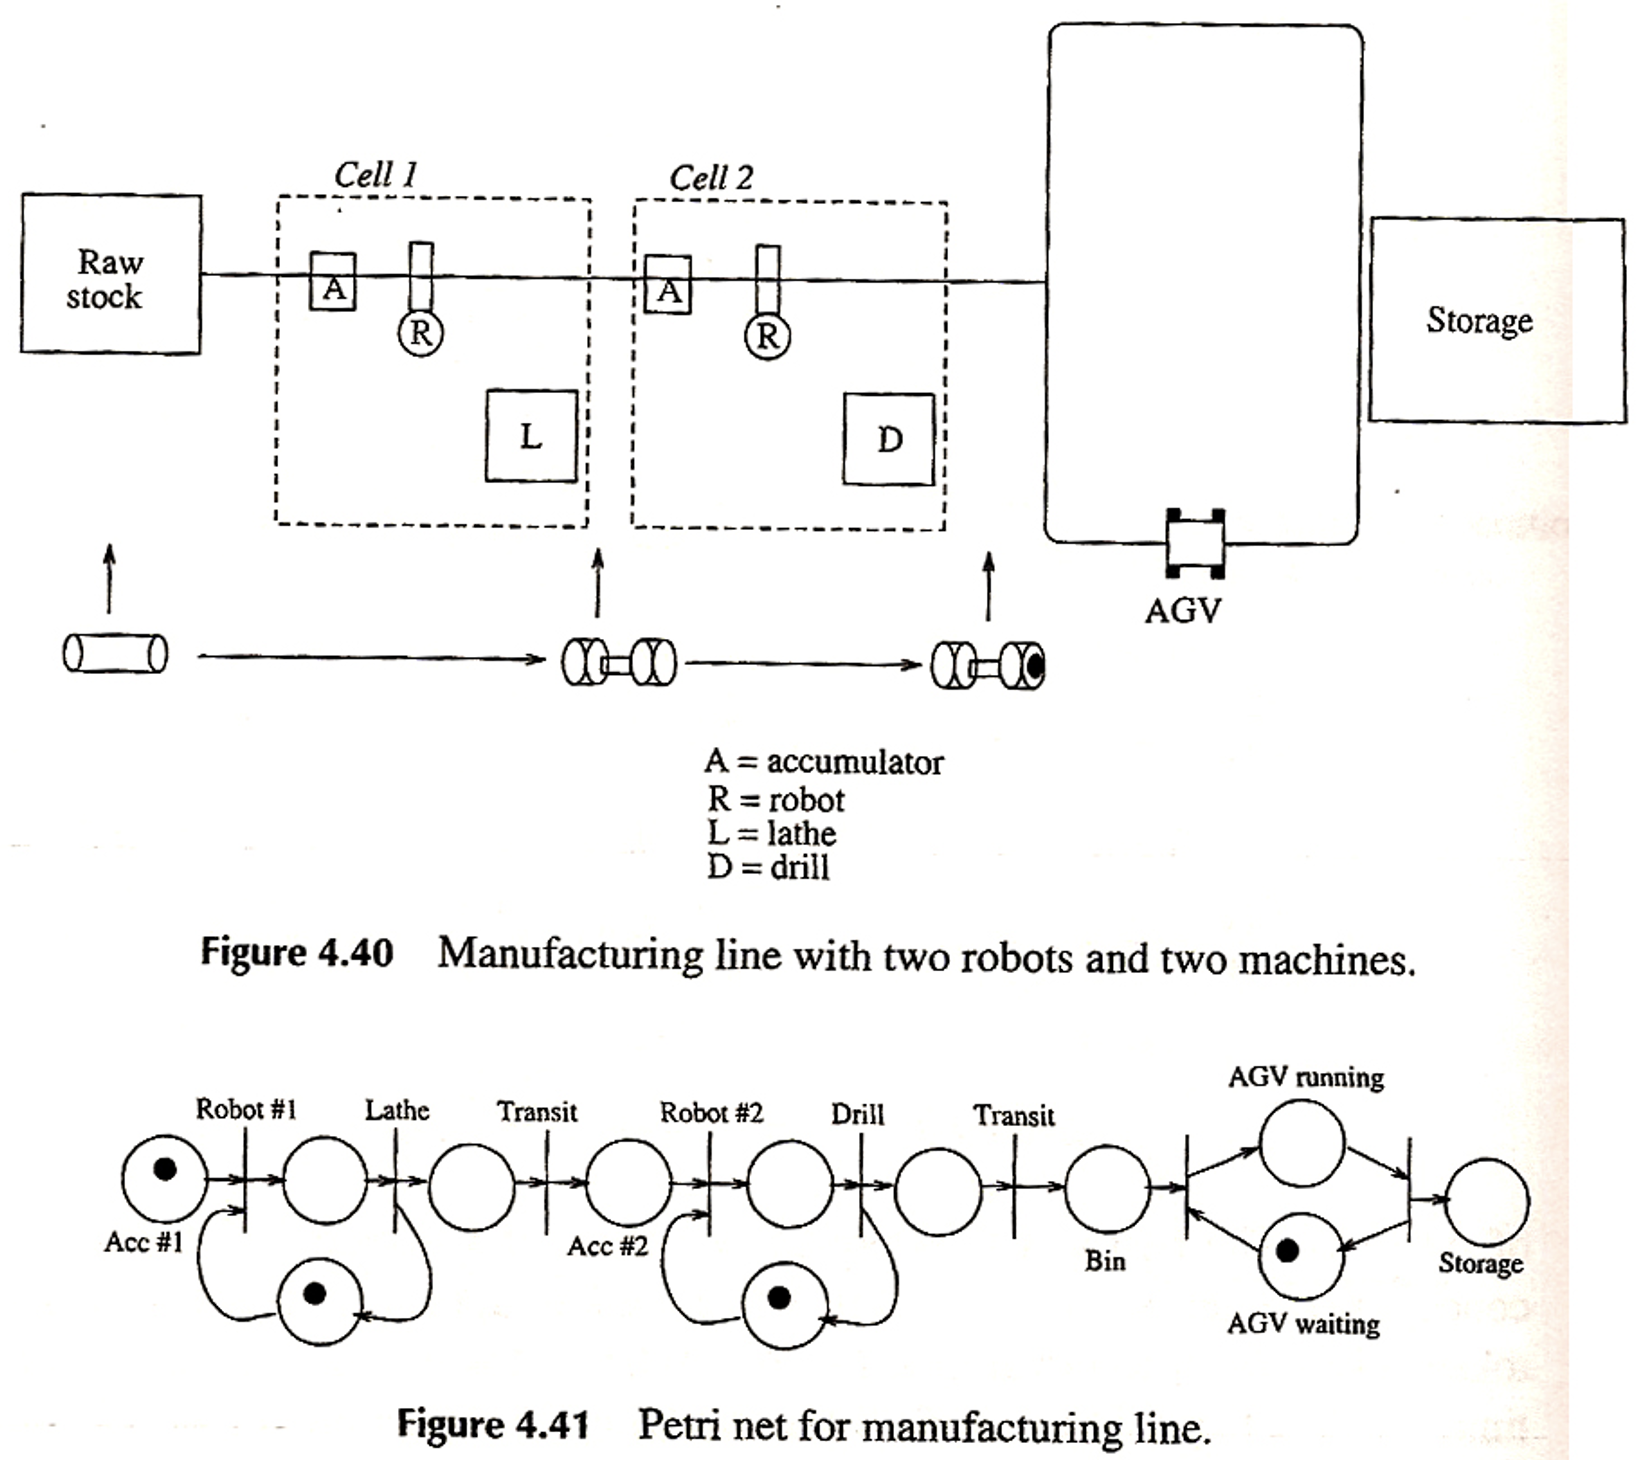 Cell 1
Cell 2
Raw
stock
A
R
A
R
Storage
L
D
AGV
A = accumulator
R = robot
L = lathe
D = drill
Figure 4.40 Manufacturing line with two robots and two machines.
AGV running
Robot #1 Lathe Transit Robot #2 Drill Transit
Acc #1
Acc #2
Bin
Storage
AGV waiting
Figure 4.41 Petri net for manufacturing line.